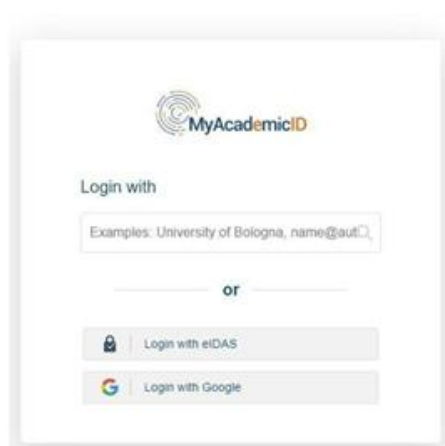 MyAcademicID
Login with
Examples: University of Bologna, name@aut
or
Login with eIDAS
Login with Google